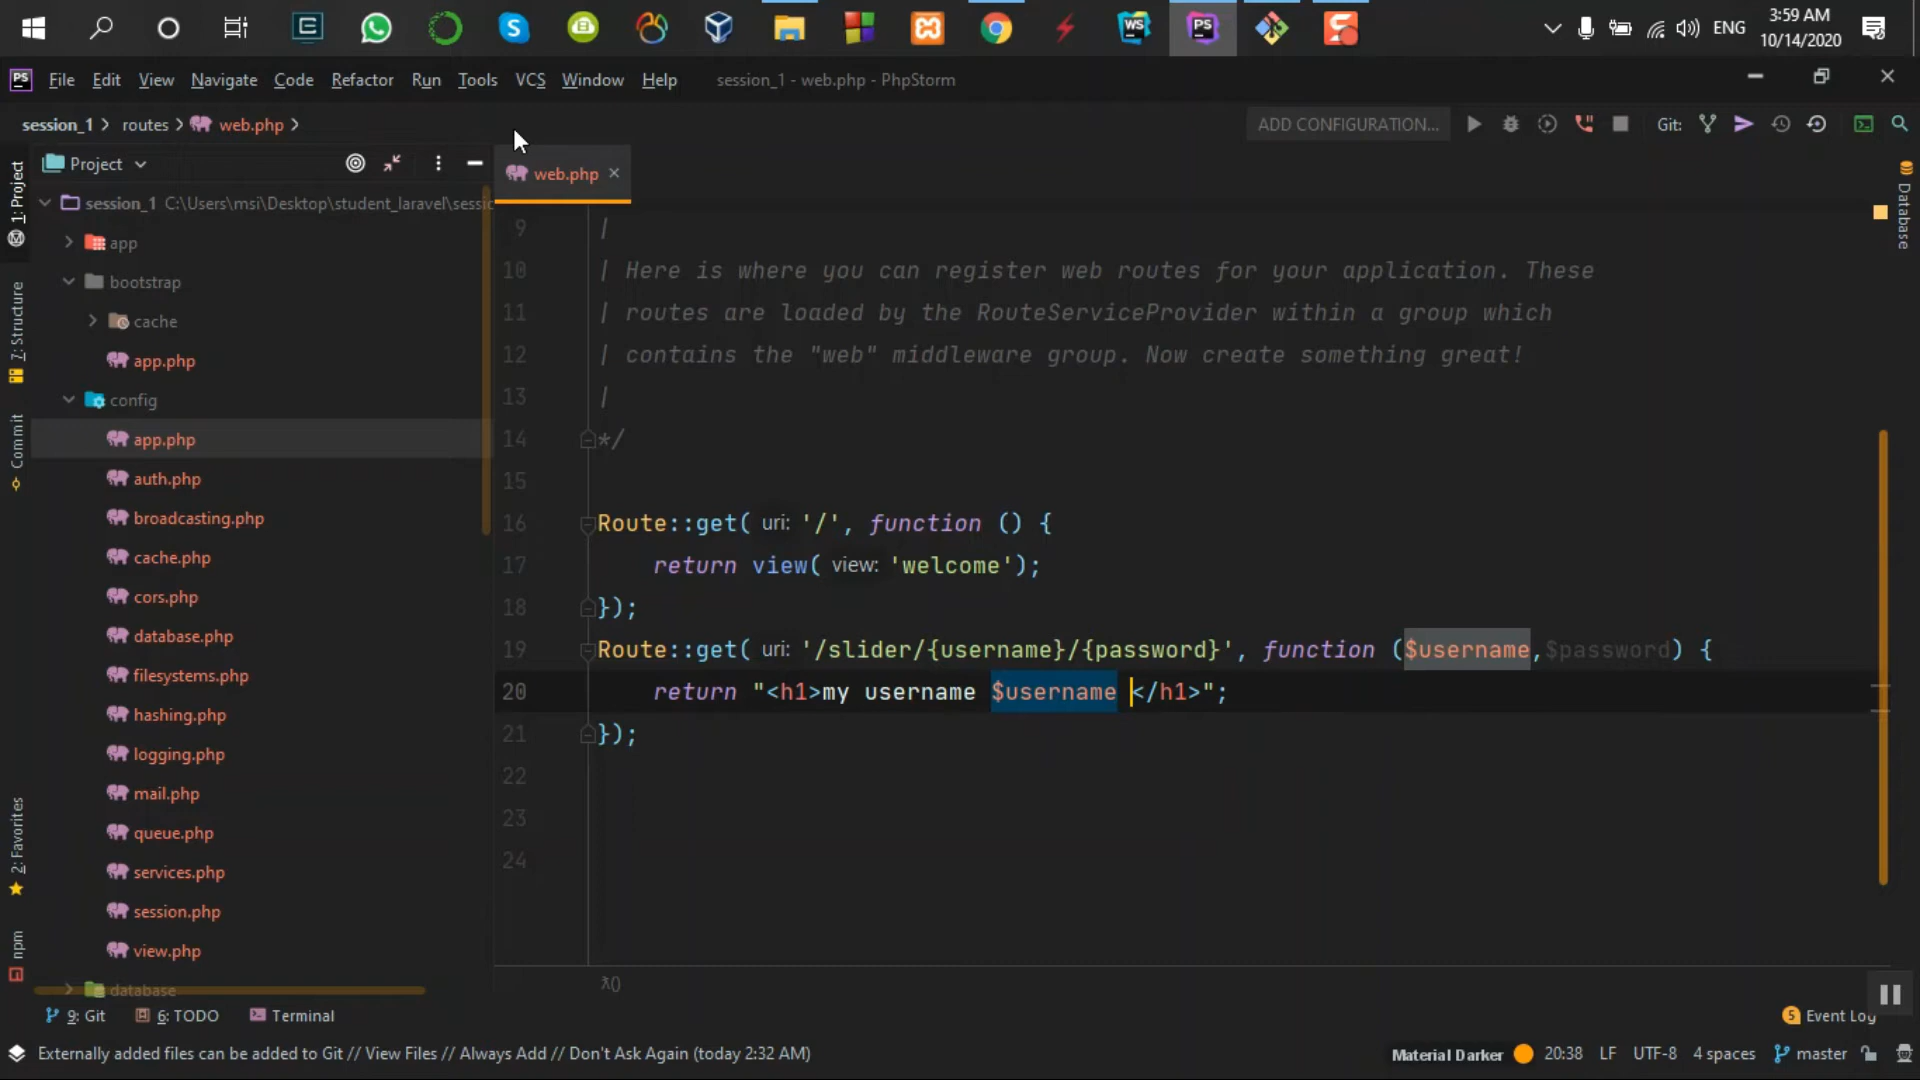 ENG
3:59 AM
10/14/2020
PS
File Edit View Navigate Code Refactor Run Tools VCS Window Help session_1 - web.php - PhpStorm
session_1 routes web.php
ADD CONFIGURATION... Git:
Project
web.php
session_1 C:\Users\msi\Desktop\student_laravel\sessi
app
bootstrap
cache
app.php
config
app.php
auth.php
broadcasting.php
cache.php
cors.php
database.php
filesystems.php
hashing.php
logging.php
mail.php
queue.php
services.php
session.php
view.php
database
1: Project
7: Structure
Commit
2: Favorites
npm
Database
9 |
10 | Here is where you can register web routes for your application. These
11 | routes are loaded by the RouteServiceProvider within a group which
12 | contains the "web" middleware group. Now create something great!
13 |
14 */
15
16 Route::get( uri: '/', function () {
17 return view( view: 'welcome');
18 });
19 Route::get( uri: '/slider/{username}/{password}', function ($username,$password) {
20 return "<h1>my username $username </h1>";
21 });
22
23
24
λ()
9: Git 6: TODO Terminal
5 Event Log
Externally added files can be added to Git // View Files // Always Add // Don't Ask Again (today 2:32 AM)
Material Darker 20:38 LF UTF-8 4 spaces master